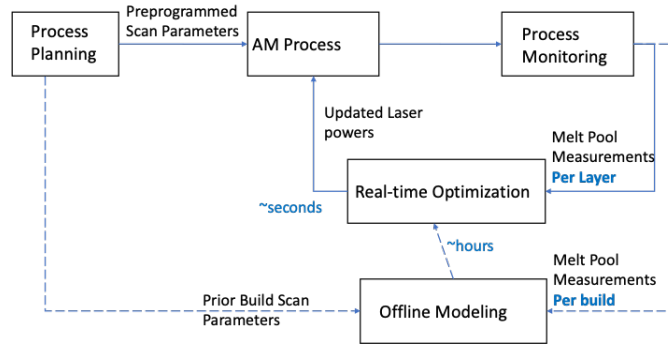 Preprogrammed
Scan Parameters
Process
Planning
AM Process
Process
Monitoring
Updated Laser
powers
Melt Pool
Measurements
Per Layer
Real-time Optimization
~seconds
~hours
Melt Pool
Measurements
Per build
Prior Build Scan
Parameters
Offline Modeling